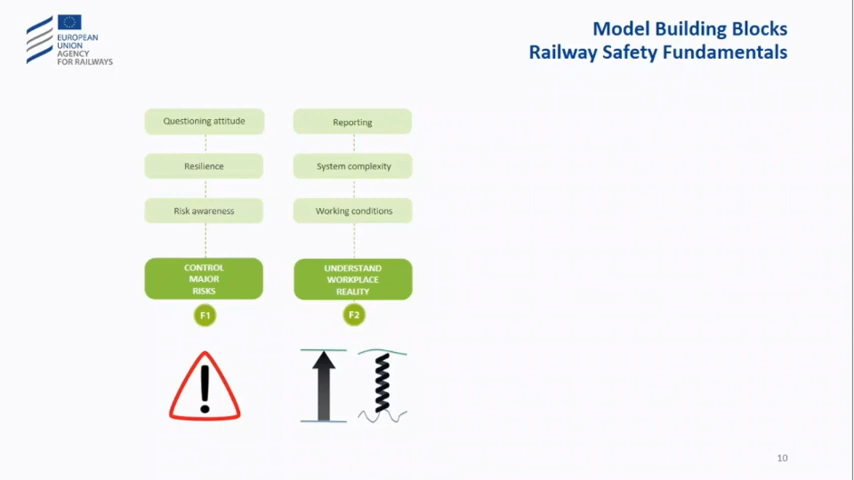 EUROPEAN
UNION
AGENCY
FOR RAILWAYS
Model Building Blocks
Railway Safety Fundamentals
Questioning attitude
Reporting
Resilience
System complexity
Risk awareness
Working conditions
CONTROL
MAJOR
RISKS
UNDERSTAND
WORKPLACE
REALITY
F1
F2
10